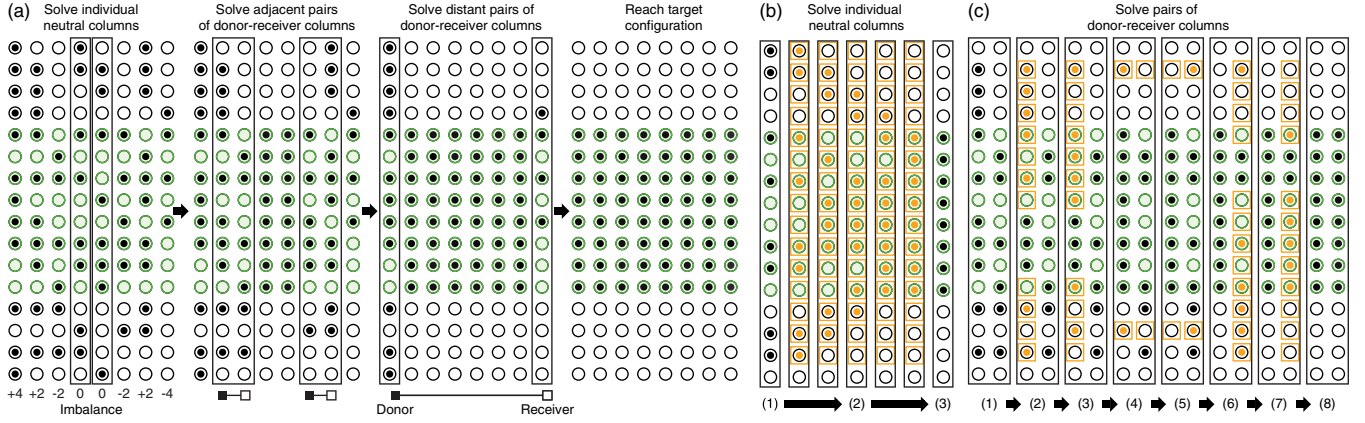 (a)
Solve individual
neutral columns
Solve adjacent pairs
of donor-receiver columns
Solve distant pairs of
donor-receiver columns
Reach target
configuration
+4 +2 -2 0 0 -2 +2 -4
Imbalance
Donor
Receiver
(b)
Solve individual
neutral columns
(1) (2) (3)
(c)
Solve pairs of
donor-receiver columns
(1) (2) (3) (4) (5) (6) (7) (8)